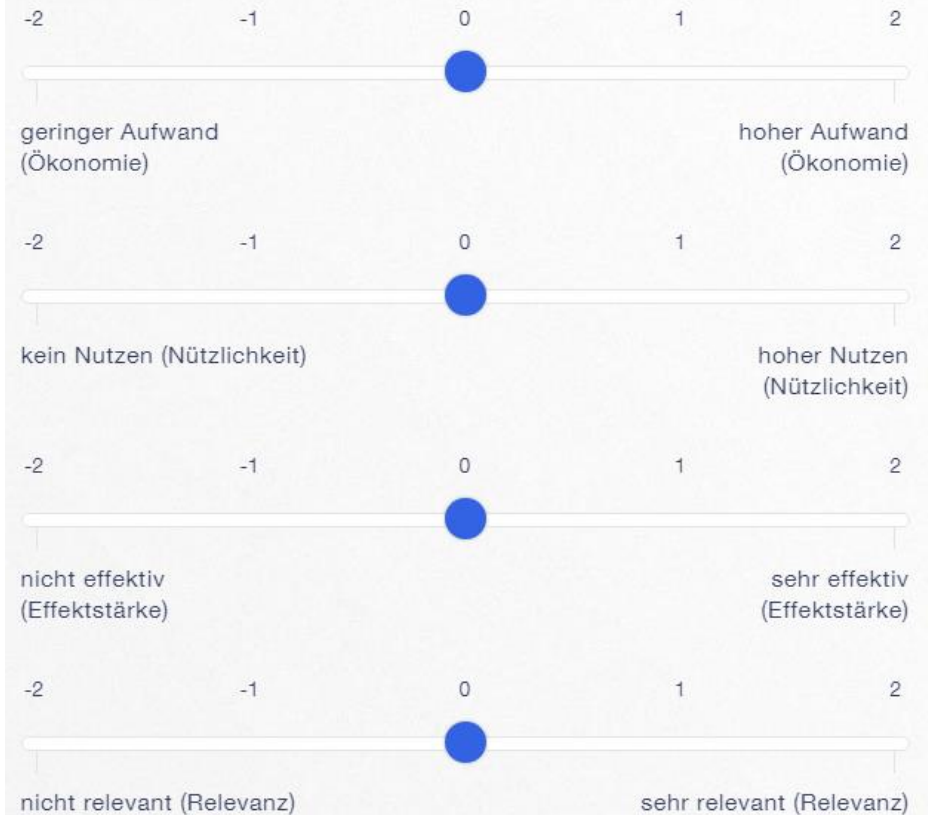 -2 -1 0 1 2
geringer Aufwand hoher Aufwand
(Ökonomie) (Ökonomie)
-2 -1 0 1 2
kein Nutzen (Nützlichkeit) hoher Nutzen
(Nützlichkeit)
-2 -1 0 1 2
nicht effektiv sehr effektiv
(Effektstärke) (Effektstärke)
-2 -1 0 1 2
nicht relevant (Relevanz) sehr relevant (Relevanz)